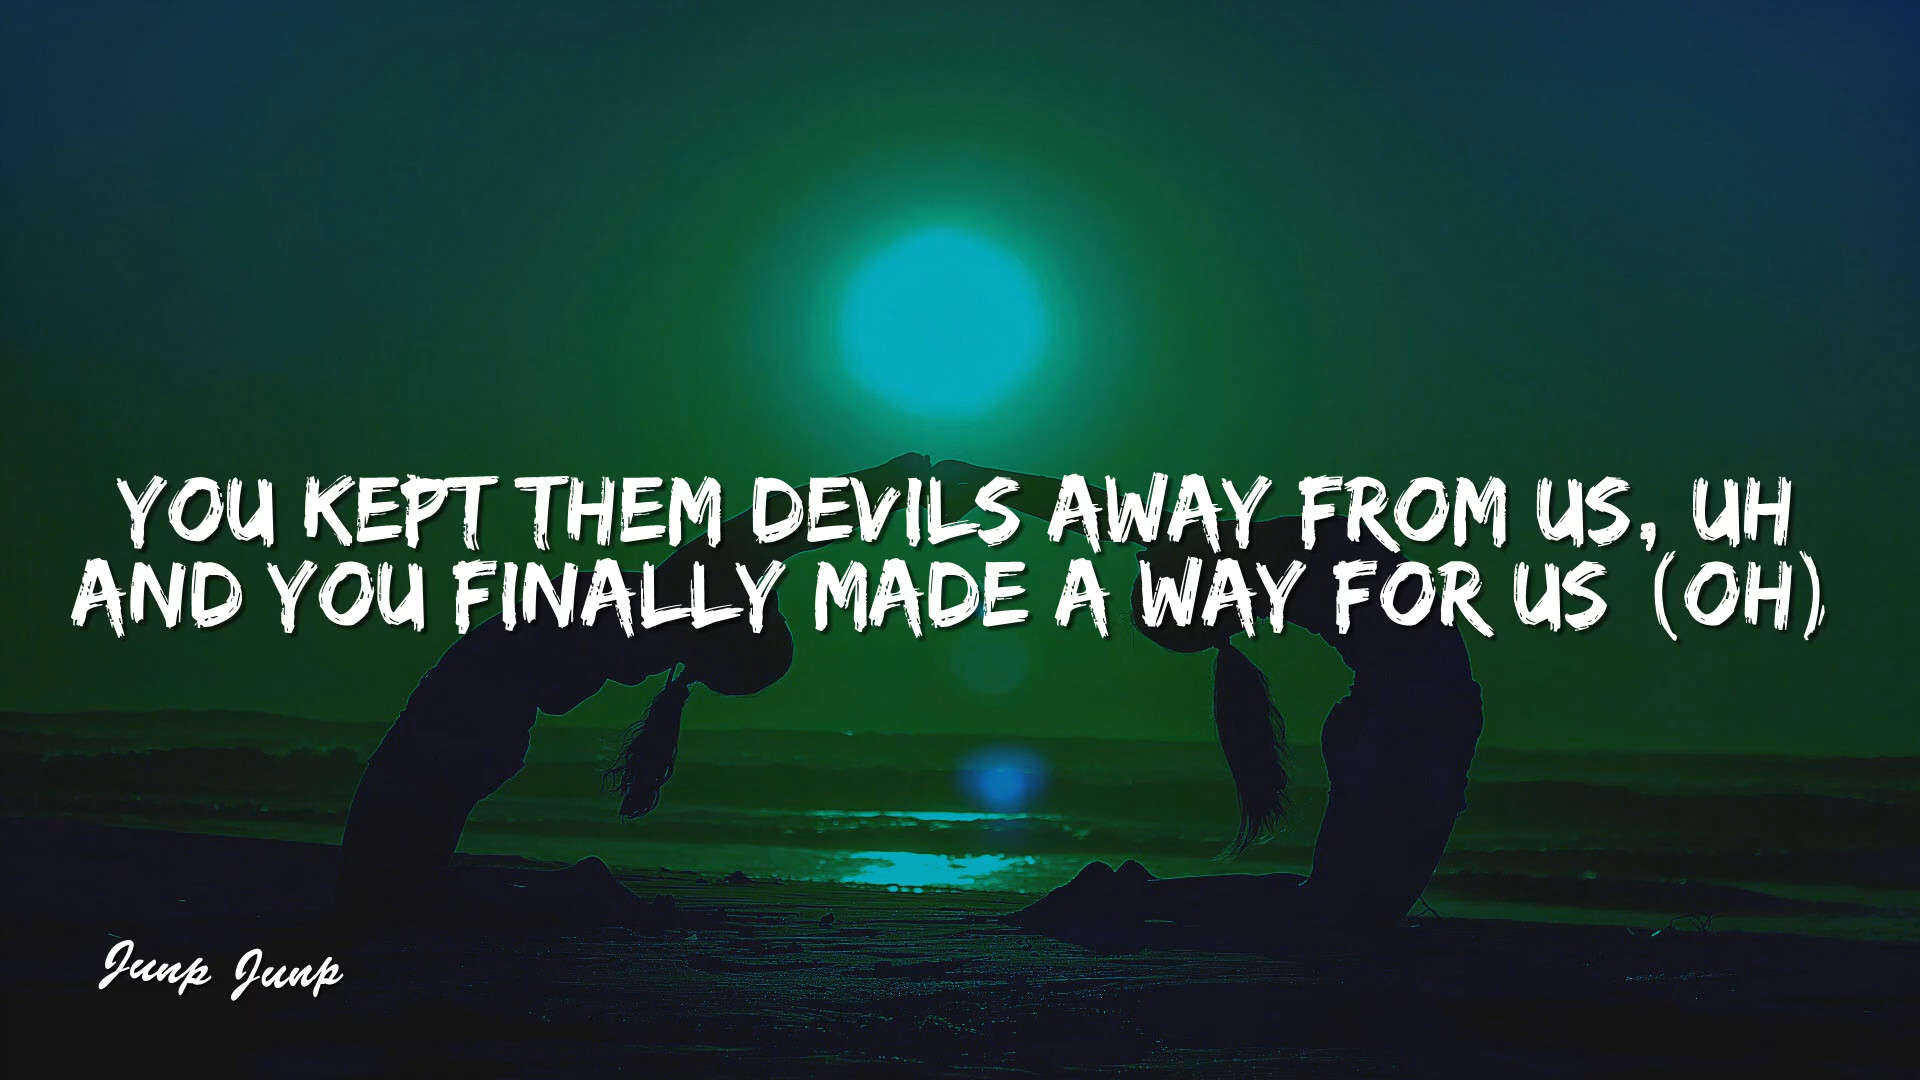 YOU KEPT THEM DEVILS AWAY FROM US, UH
AND YOU FINALLY MADE A WAY FOR US (OH)
Junp Junp